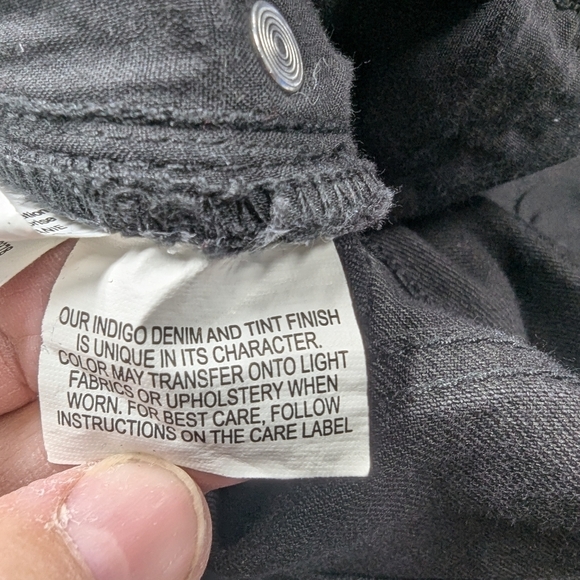 OUR INDIGO DENIM AND TINT FINISH
IS UNIQUE IN ITS CHARACTER.
COLOR MAY TRANSFER ONTO LIGHT
FABRICS OR UPHOLSTERY WHEN
WORN. FOR BEST CARE, FOLLOW
INSTRUCTIONS ON THE CARE LABEL